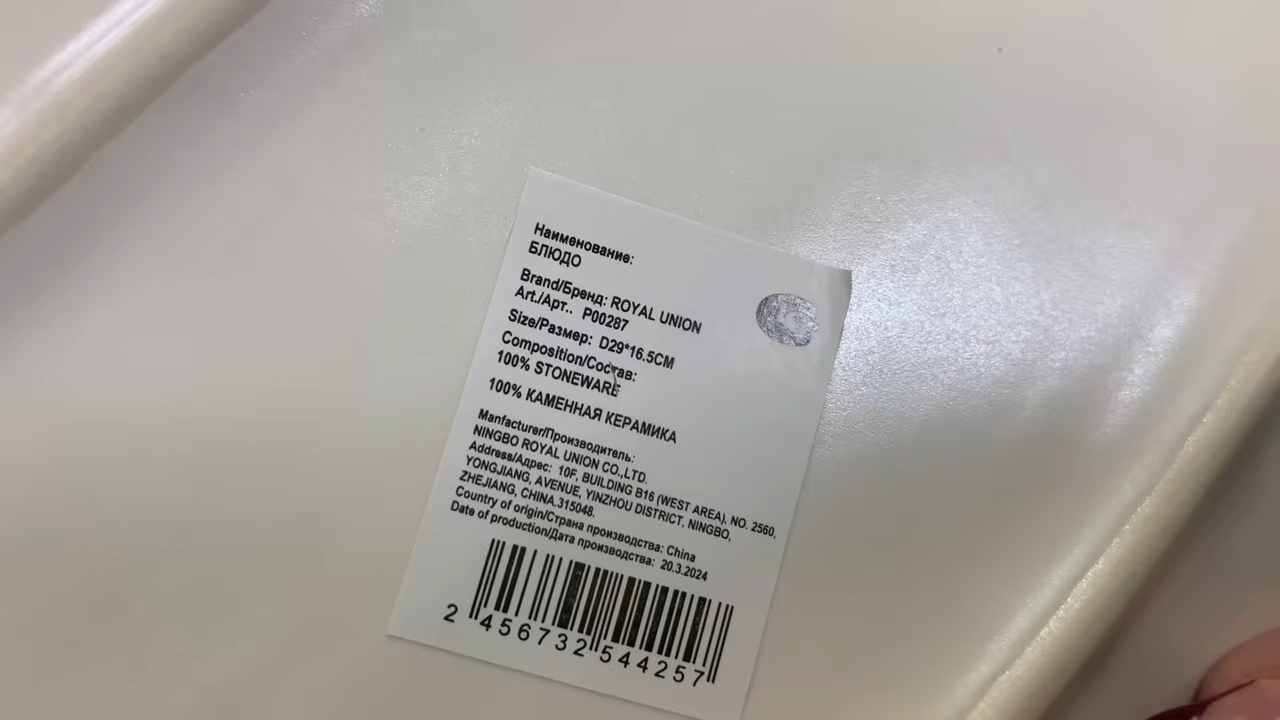 Наименование:
БЛЮДО
Brand/Бренд: ROYAL UNION
Art./Арт.. P00287
Size/Размер: D29*16.5CM
Composition/Состав:
100% STONEWARE
100% КАМЕННАЯ КЕРАМИКА
Manfacturer/Производитель:
NINGBO ROYAL UNION CO.,LTD.
Address/Адрес: 10F, BUILDING B16 (WEST AREA), NO. 2560,
YONGJIANG, AVENUE, YINZHOU DISTRICT, NINGBO,
ZHEJIANG, CHINA.315048.
Country of origin/Страна производства: China
Date of production/Дата производства: 20.3.2024
2 456732 544257